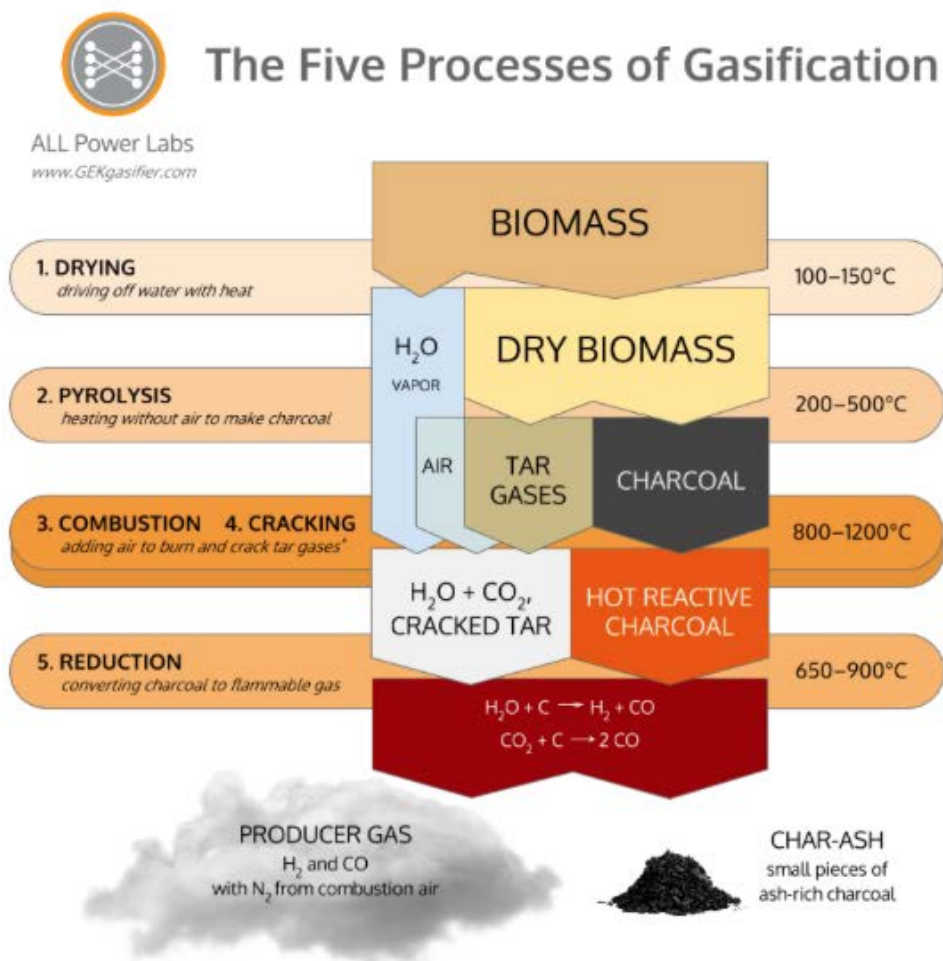 The Five Processes of Gasification
ALL Power Labs
www.GEKgasifier.com
BIOMASS
1. DRYING
driving off water with heat
100–150°C
H₂O
VAPOR
DRY BIOMASS
2. PYROLYSIS
heating without air to make charcoal
200–500°C
AIR
TAR
GASES
CHARCOAL
3. COMBUSTION 4. CRACKING
adding air to burn and crack tar gases*
800–1200°C
H₂O + CO₂,
CRACKED TAR
HOT REACTIVE
CHARCOAL
5. REDUCTION
converting charcoal to flammable gas
650–900°C
H₂O + C → H₂ + CO
CO₂ + C → 2 CO
PRODUCER GAS
H₂ and CO
with N₂ from combustion air
CHAR-ASH
small pieces of
ash-rich charcoal